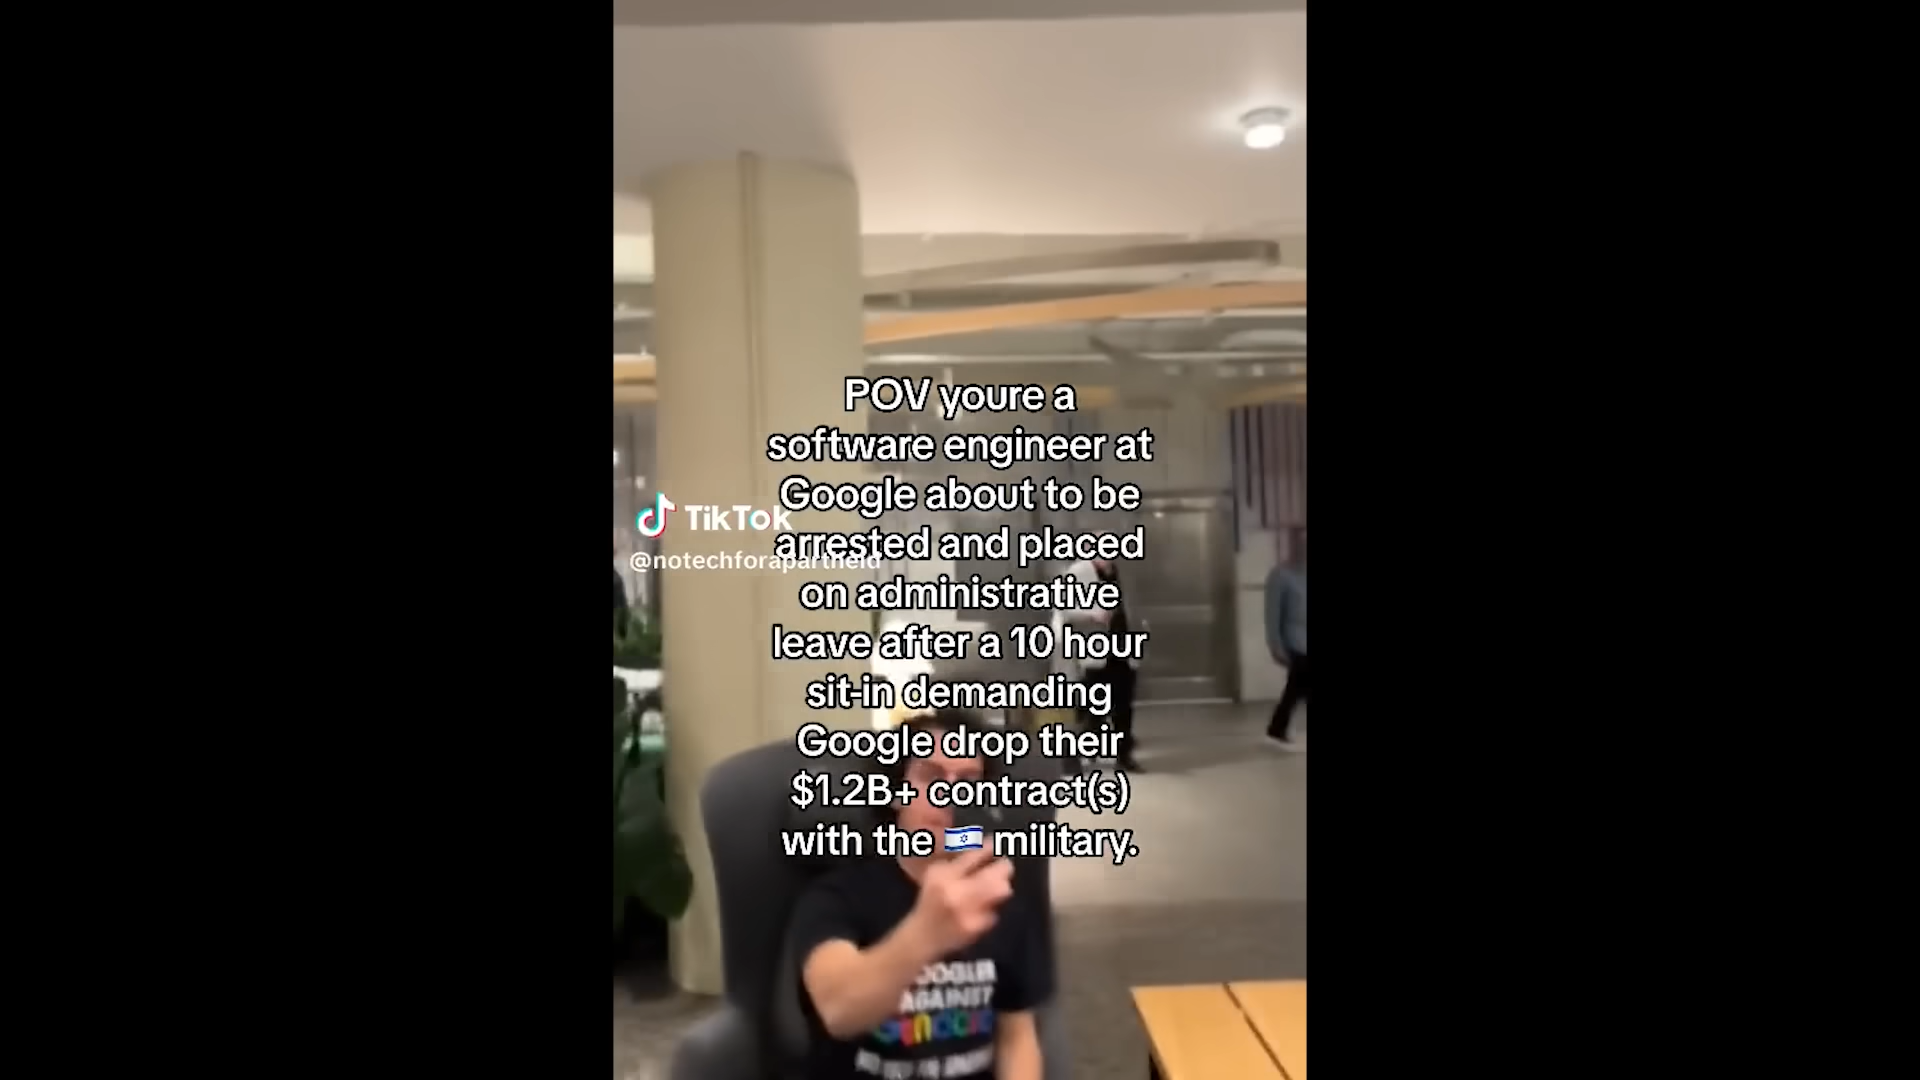 POV youre a
software engineer at
Google about to be
arrested and placed
on administrative
leave after a 10 hour
sit-in demanding
Google drop their
$1.2B+ contract(s)
with the 🇮🇱 military.
TikTok
@notechforapartheid
AGAINST